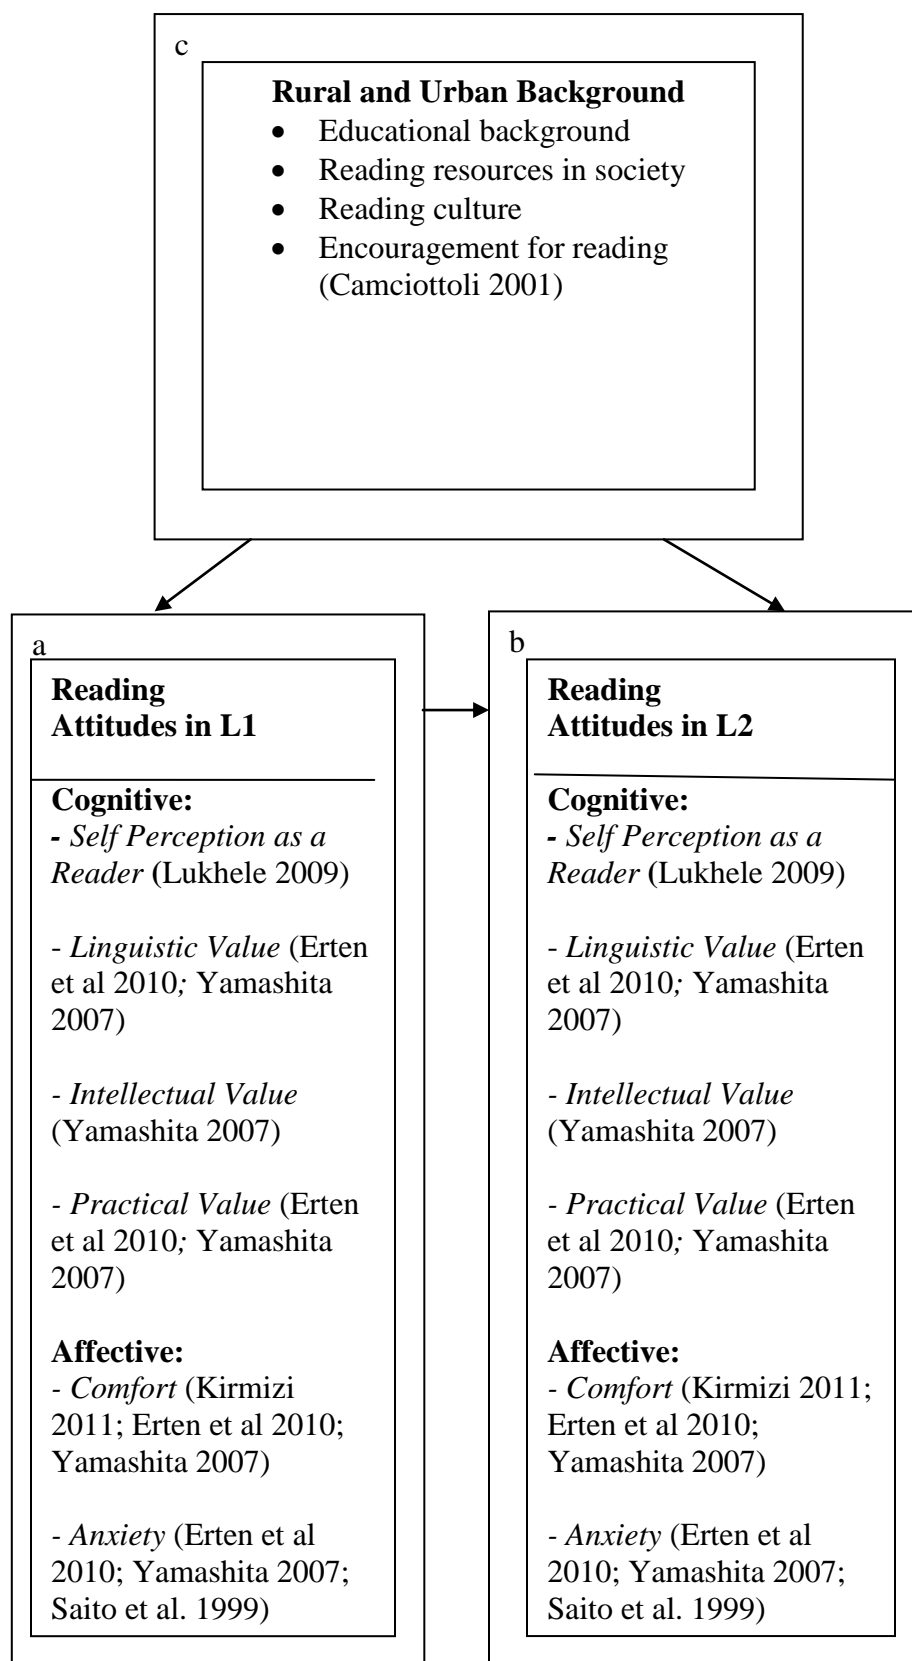 c
Rural and Urban Background
• Educational background
• Reading resources in society
• Reading culture
• Encouragement for reading
(Camciottoli 2001)
a
Reading
Attitudes in L1
Cognitive:
- Self Perception as a
Reader (Lukhele 2009)
- Linguistic Value (Erten
et al 2010; Yamashita
2007)
- Intellectual Value
(Yamashita 2007)
- Practical Value (Erten
et al 2010; Yamashita
2007)
Affective:
- Comfort (Kirmizi
2011; Erten et al 2010;
Yamashita 2007)
- Anxiety (Erten et al
2010; Yamashita 2007;
Saito et al. 1999)
b
Reading
Attitudes in L2
Cognitive:
- Self Perception as a
Reader (Lukhele 2009)
- Linguistic Value (Erten
et al 2010; Yamashita
2007)
- Intellectual Value
(Yamashita 2007)
- Practical Value (Erten
et al 2010; Yamashita
2007)
Affective:
- Comfort (Kirmizi 2011;
Erten et al 2010;
Yamashita 2007)
- Anxiety (Erten et al
2010; Yamashita 2007;
Saito et al. 1999)